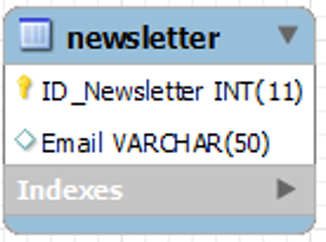 newsletter
ID_Newsletter INT(11)
Email VARCHAR(50)
Indexes